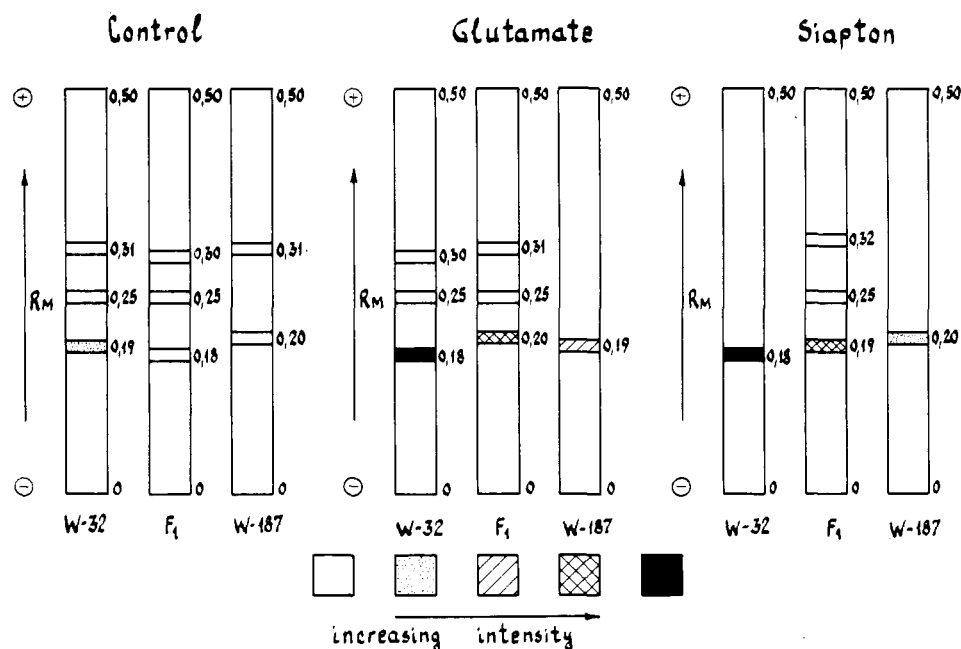 Control Glutamate Siapton
+ 0,50 0,50 0,50 + 0,50 0,50 0,50 + 0,50 0,50 0,50
0,31 0,30 0,31 0,30 0,31 0,32
RM 0,25 0,25 RM 0,25 0,25 RM 0,25
0,19 0,18 0,20 0,18 0,20 0,19 0,18 0,19 0,20
- 0 0 0 - 0 0 0 - 0 0 0
W-32 F1 W-187 W-32 F1 W-187 W-32 F1 W-187
increasing intensity